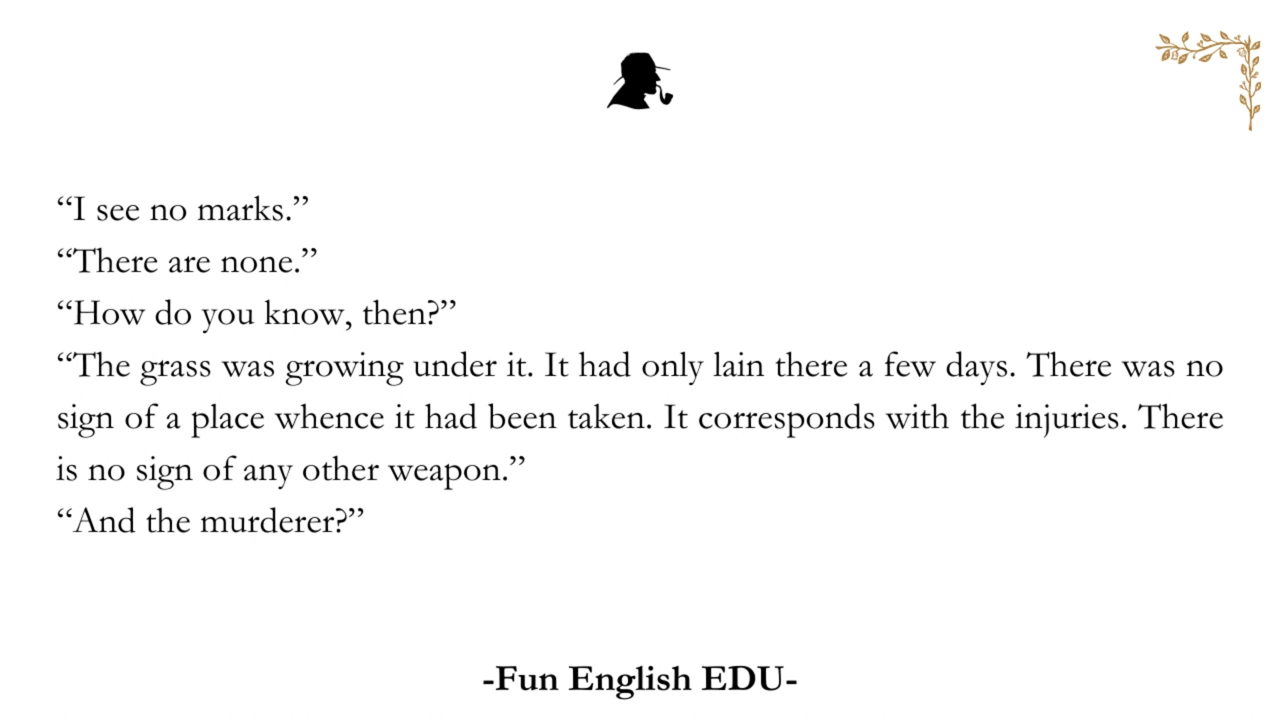 “I see no marks.”
“There are none.”
“How do you know, then?”
“The grass was growing under it. It had only lain there a few days. There was no
sign of a place whence it had been taken. It corresponds with the injuries. There
is no sign of any other weapon.”
“And the murderer?”
-Fun English EDU-